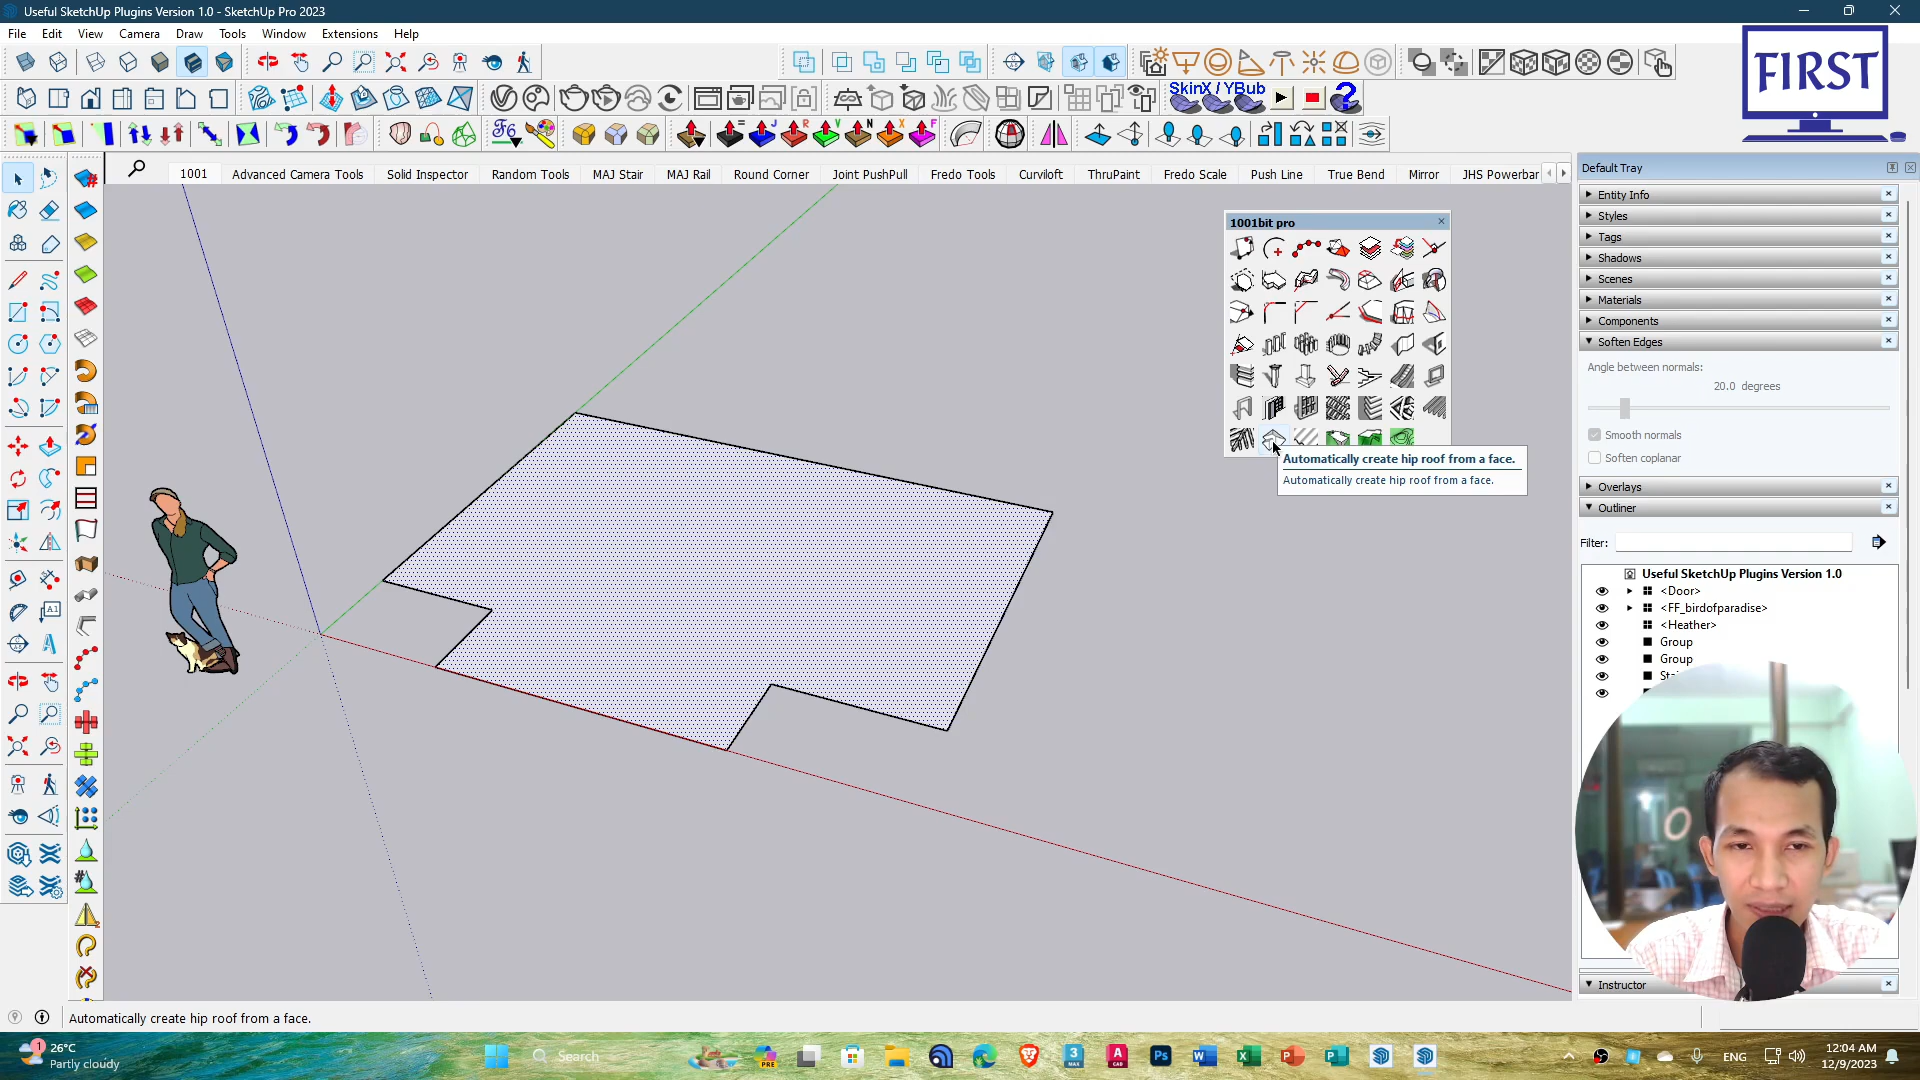 Useful SketchUp Plugins Version 1.0 - SketchUp Pro 2023
File Edit View Camera Draw Tools Window Extensions Help
FIRST
SkinX / YBub
?
1001 Advanced Camera Tools Solid Inspector Random Tools MAJ Stair MAJ Rail Round Corner Joint PushPull Fredo Tools Curviloft ThruPaint Fredo Scale Push Line True Bend Mirror JHS Powerbar
Default Tray
Entity Info
Styles
Tags
Shadows
Scenes
Materials
Components
Soften Edges
Angle between normals:
20.0 degrees
Smooth normals
Soften coplanar
Overlays
Outliner
Filter:
Useful SketchUp Plugins Version 1.0
<Door>
<FF_birdofparadise>
<Heather>
Group
Group
Instructor
1001bit pro
Automatically create hip roof from a face.
Automatically create hip roof from a face.
Automatically create hip roof from a face.
26°C
Partly cloudy
Search
ENG
12:04 AM
12/9/2023